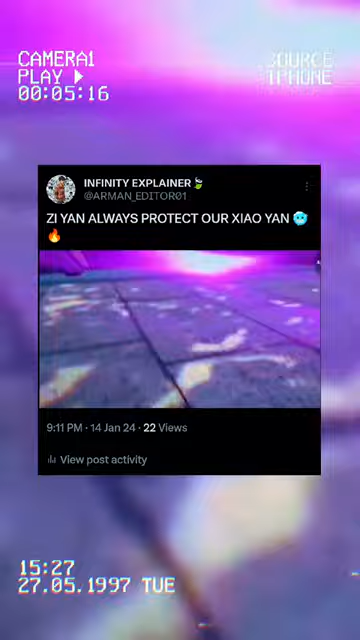 CAMERA1
PLAY ▶
00:05:16
SOURCE
IPHONE
INFINITY EXPLAINER🍃
@ARMAN_EDITOR01
ZI YAN ALWAYS PROTECT OUR XIAO YAN 🥶
🔥
9:11 PM · 14 Jan 24 · 22 Views
View post activity
15:27
27.05.1997 TUE